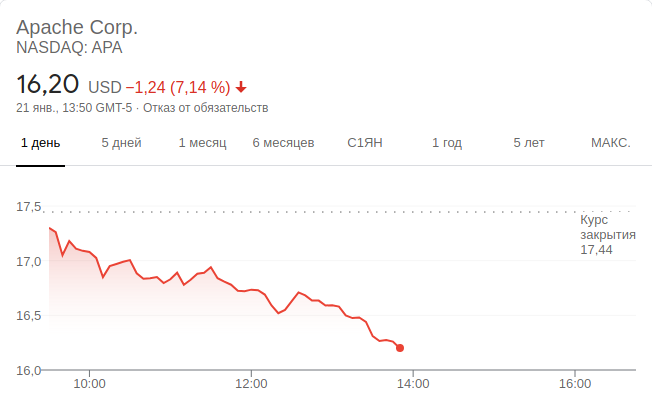 Apache Corp.
NASDAQ: APA
16,20 USD −1,24 (7,14 %)
21 янв., 13:50 GMT-5 · Отказ от обязательств
1 день 5 дней 1 месяц 6 месяцев С1ЯН 1 год 5 лет МАКС.
17,5
Курс
закрытия
17,44
17,0
16,5
16,0
10:00 12:00 14:00 16:00